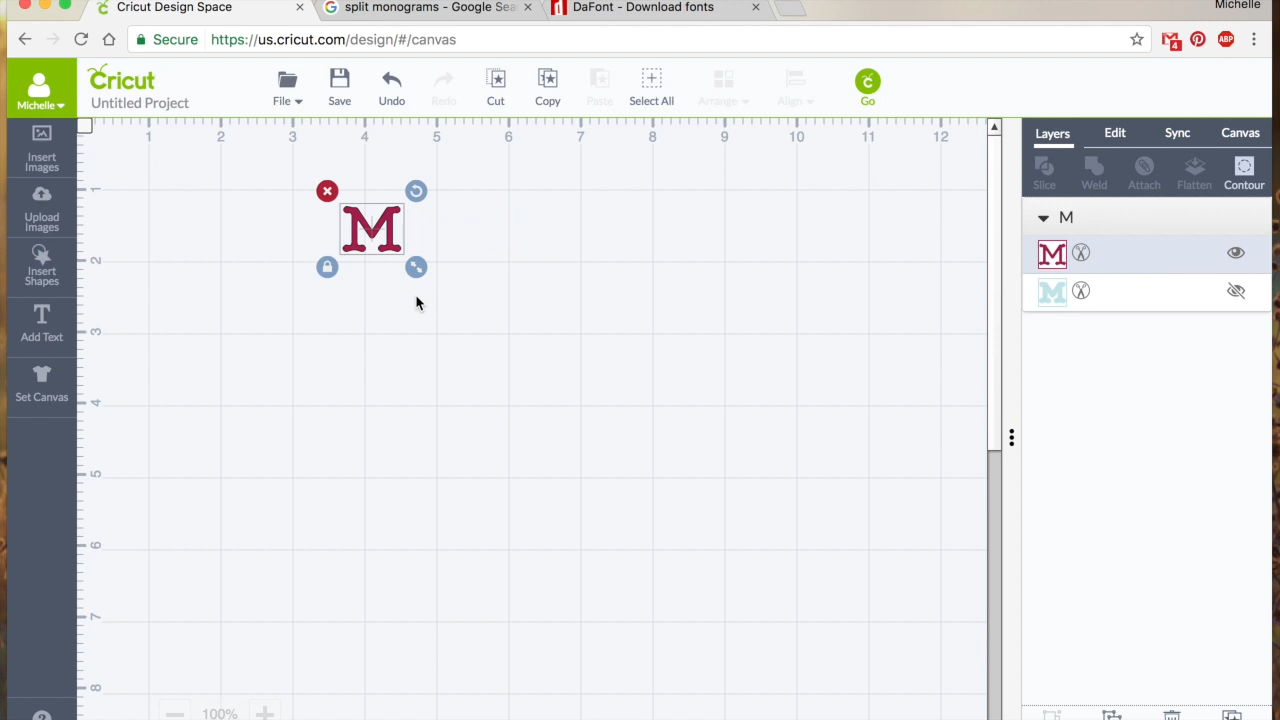 Michelle
Cricut Design Space
split monograms - Google Sea
DaFont - Download fonts
Secure https://us.cricut.com/design/#/canvas
4
ABP
Michelle
Cricut
Untitled Project
File Save Undo Redo Cut Copy Paste Select All Arrange Align Go
1 2 3 4 5 6 7 8 9 10 11 12
Layers Edit Sync Canvas
Slice Weld Attach Flatten Contour
Insert Images
Upload Images
Insert Shapes
Add Text
Set Canvas
1
2
3
4
5
6
7
8
M
M
M
M
100%